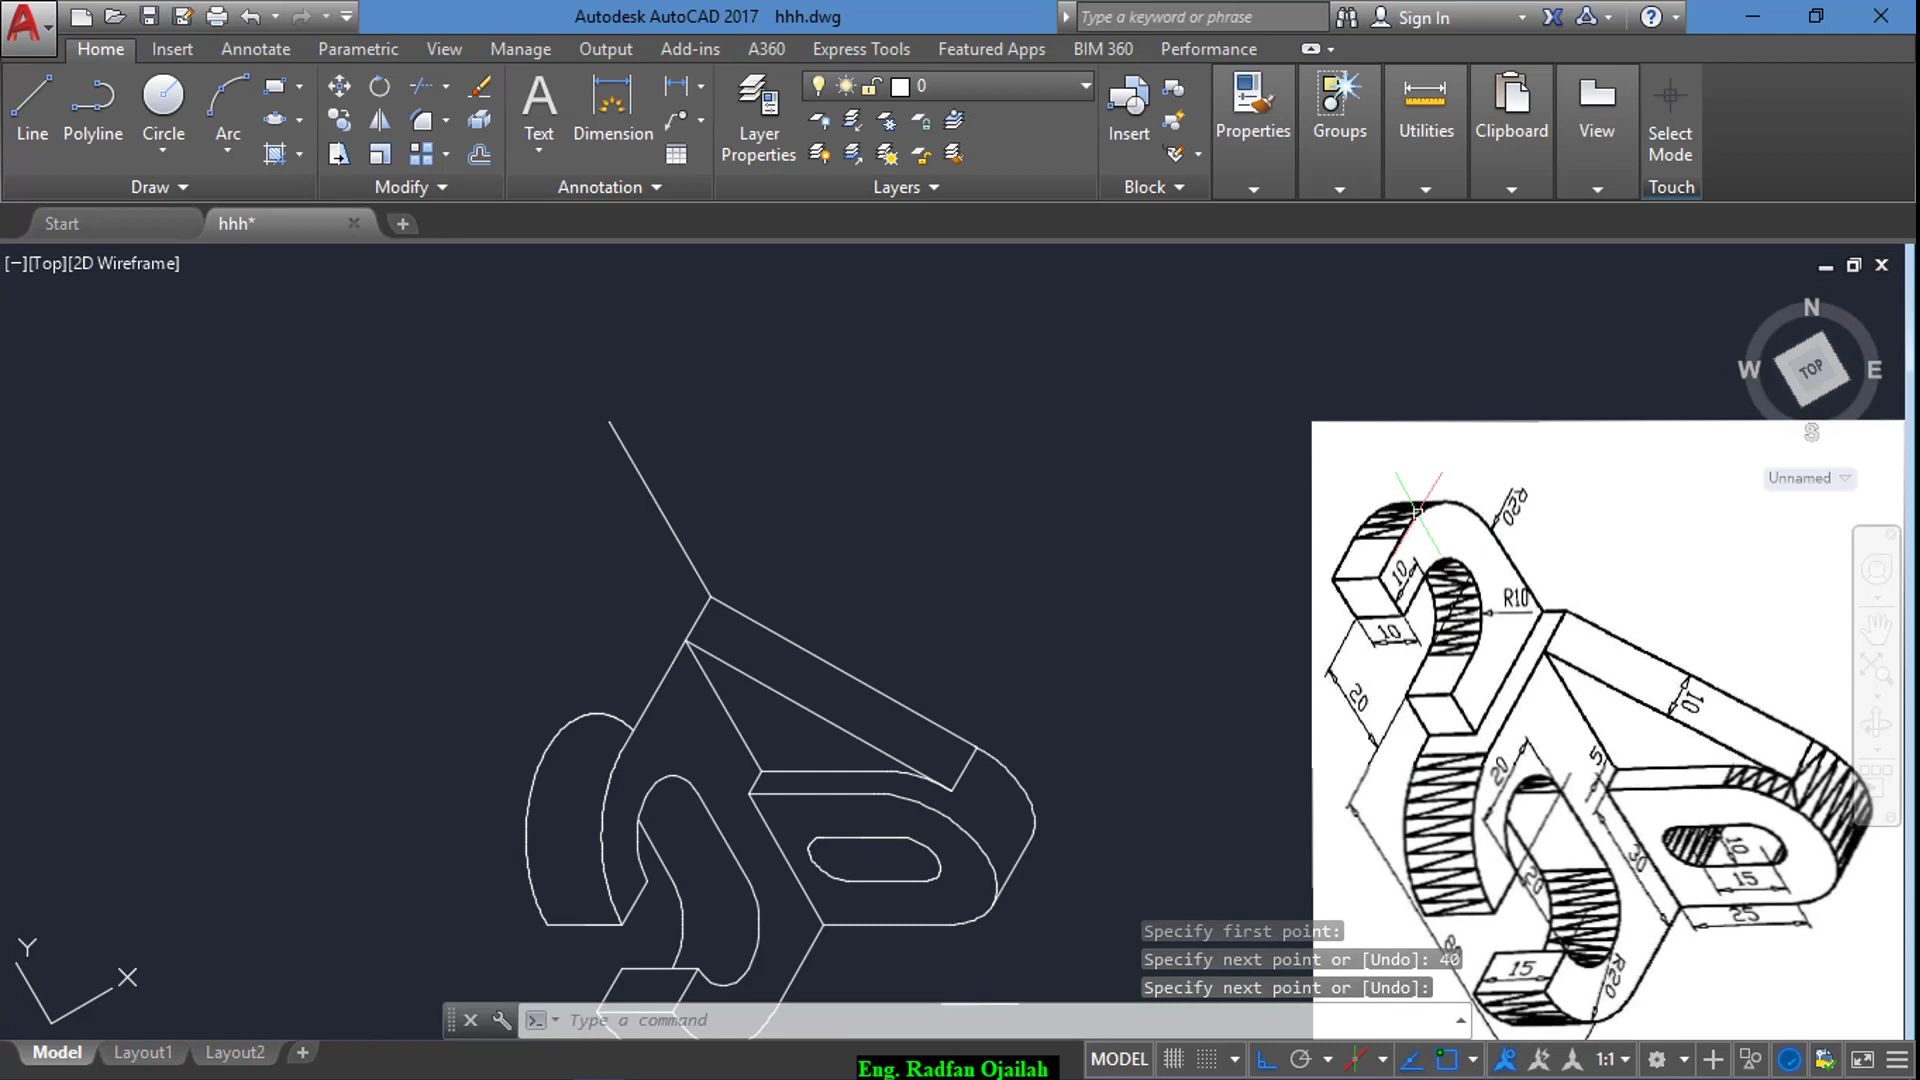 Autodesk AutoCAD 2017 hhh.dwg
Type a keyword or phrase
Sign In
Home Insert Annotate Parametric View Manage Output Add-ins A360 Express Tools Featured Apps BIM 360 Performance
Line Polyline Circle Arc
Text Dimension
Layer Properties
0
Insert
Properties Groups Utilities Clipboard View
Select Mode
Draw Modify Annotation Layers Block Touch
Start hhh*
[−][Top][2D Wireframe]
N
W TOP E
S
Unnamed
R20
10
R10
10
20
10
5
20
30
10
15
20
25
15
R20
Y
X
Specify first point:
Specify next point or [Undo]: 40
Specify next point or [Undo]:
Type a command
Model Layout1 Layout2
MODEL
1:1
Eng. Radfan Ojailah